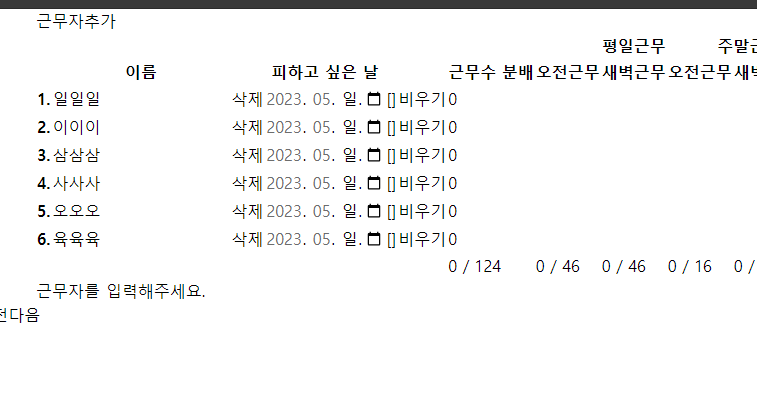 근무자추가
평일근무 주말근
이름 피하고 싶은 날 근무수 분배 오전근무 새벽근무 오전근무 새벽
1. 일일일 삭제 2023. 05. 일. [] 비우기 0
2. 이이이 삭제 2023. 05. 일. [] 비우기 0
3. 삼삼삼 삭제 2023. 05. 일. [] 비우기 0
4. 사사사 삭제 2023. 05. 일. [] 비우기 0
5. 오오오 삭제 2023. 05. 일. [] 비우기 0
6. 육육육 삭제 2023. 05. 일. [] 비우기 0
0 / 124 0 / 46 0 / 46 0 / 16 0 /
근무자를 입력해주세요.
전다음